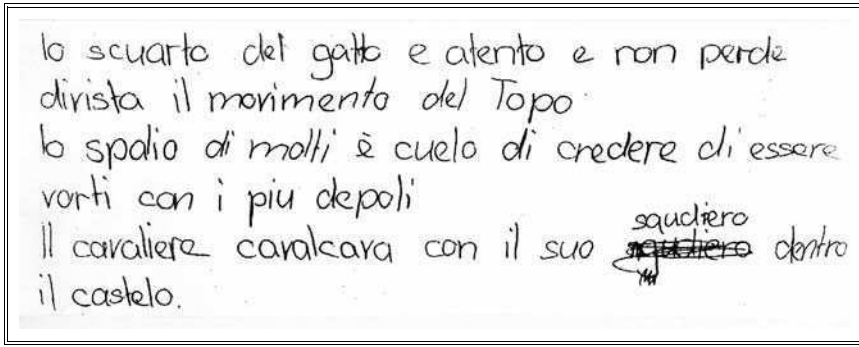 lo scuarto del gatto e atento e non perde
divista il movimento del Topo
lo spalio di molti è cuelo di credere di essere
vorti con i piu depoli
Il cavaliere cavalcava con il suo squdiero dentro
il castelo.